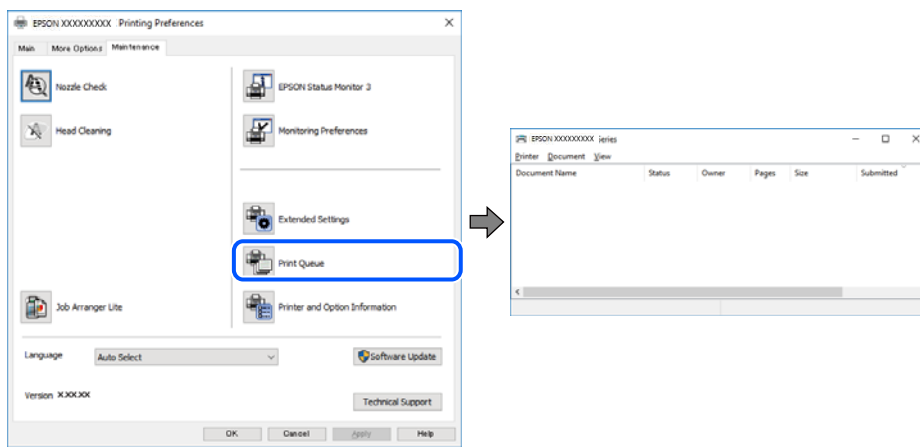 EPSON XXXXXXXXX Printing Preferences
Main More Options Maintenance
Nozzle Check
EPSON Status Monitor 3
Head Cleaning
Monitoring Preferences
Extended Settings
Print Queue
Job Arranger Lite
Printer and Option Information
Language Auto Select
Software Update
Version X.XX.XX
Technical Support
OK Cancel Apply Help
EPSON XXXXXXXXX ieries
Printer Document View
Document Name Status Owner Pages Size Submitted